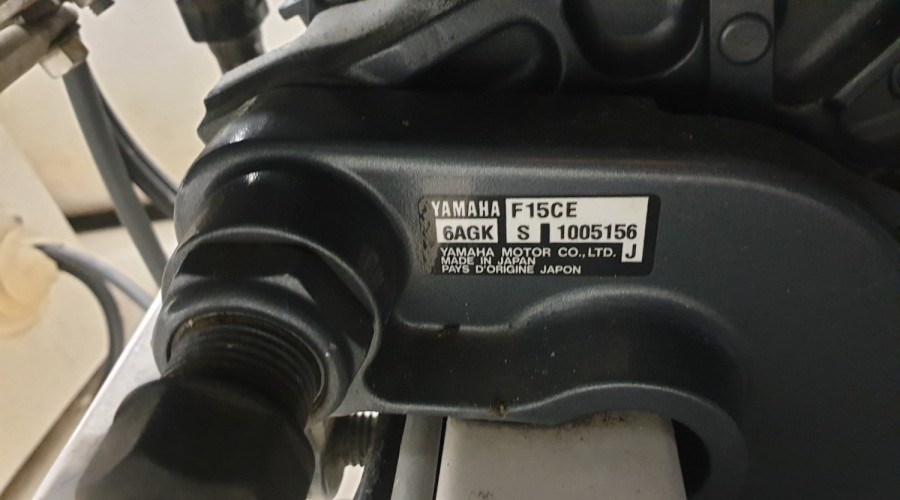 YAMAHA F15CE
6AGK S 1005156
YAMAHA MOTOR CO., LTD. J
MADE IN JAPAN
PAYS D'ORIGINE JAPON